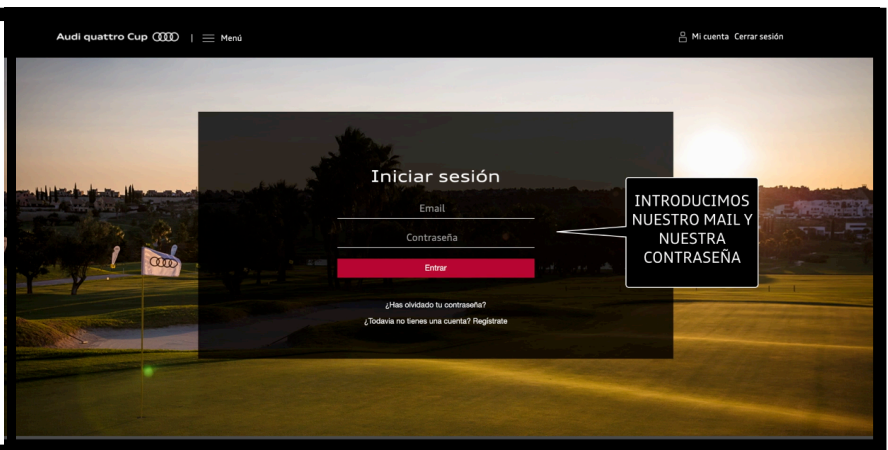 Audi quattro Cup | Menú
Mi cuenta Cerrar sesión
Iniciar sesión
Email
Contraseña
Entrar
¿Has olvidado tu contraseña?
¿Todavia no tienes una cuenta? Regístrate
INTRODUCIMOS
NUESTRO MAIL Y
NUESTRA
CONTRASEÑA